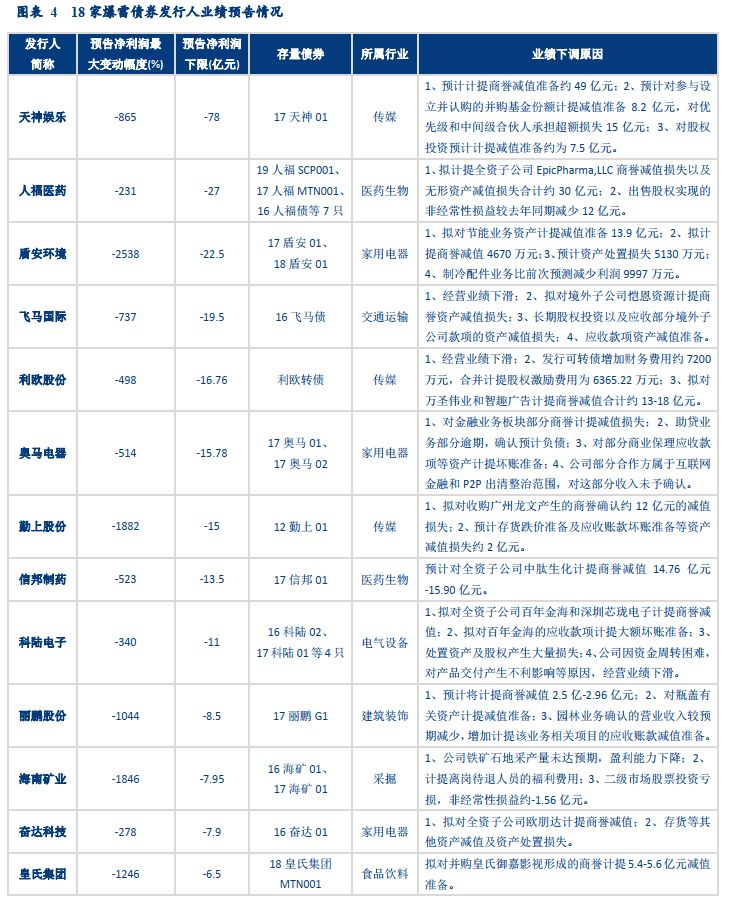 图表 4 18 家爆雷债券发行人业绩预告情况
发行人
简称
预告净利润最
大变动幅度(%)
预告净利润
下限(亿元)
存量债券
所属行业
业绩下调原因
天神娱乐
-865
-78
17 天神 01
传媒
1、预计计提商誉减值准备约 49 亿元；2、预计对参与设
立并认购的并购基金份额计提减值准备 8.2 亿元，对优
先级和中间级合伙人承担超额损失 15 亿元；3、对股权
投资预计计提减值准备约为 7.5 亿元。
人福医药
-231
-27
19 人福 SCP001、
17 人福 MTN001、
16 人福债等 7 只
医药生物
1、拟计提全资子公司 EpicPharma,LLC 商誉减值损失以及
无形资产减值损失合计约 30 亿元；2、出售股权实现的
非经常性损益较去年同期减少 12 亿元。
盾安环境
-2538
-22.5
17 盾安 01、
18 盾安 01
家用电器
1、拟对节能业务资产计提减值准备 13.9 亿元；2、拟计
提商誉减值 4670 万元；3、预计资产处置损失 5130 万元；
4、制冷配件业务比前次预测减少利润 9997 万元。
飞马国际
-737
-19.5
16 飞马债
交通运输
1、经营业绩下滑；2、拟对境外子公司恺恩资源计提商
誉资产减值损失；3、长期股权投资以及应收部分境外子
公司款项的资产减值损失；4、应收款项资产减值准备。
利欧股份
-498
-16.76
利欧转债
传媒
1、经营业绩下滑；2、发行可转债增加财务费用约 7200
万元，合并计提股权激励费用为 6365.22 万元；3、拟对
万圣伟业和智趣广告计提商誉减值合计约 13-18 亿元。
奥马电器
-514
-15.78
17 奥马 01、
17 奥马 02
家用电器
1、对金融业务板块部分商誉计提减值损失；2、助贷业
务部分逾期，确认预计负债；3、对部分商业保理应收款
项等资产计提坏账准备；4、公司部分合作方属于互联网
金融和 P2P 出清整治范围，对这部分收入未予确认。
勤上股份
-1882
-15
12 勤上 01
传媒
1、拟对收购广州龙文产生的商誉确认约 12 亿元的减值
损失；2、预计存货跌价准备及应收账款坏账准备等资产
减值损失约 2 亿元。
信邦制药
-523
-13.5
17 信邦 01
医药生物
预计对全资子公司中肽生化计提商誉减值 14.76 亿元
-15.90 亿元。
科陆电子
-340
-11
16 科陆 02、
17 科陆 01 等 4 只
电气设备
1、拟对全资子公司百年金海和深圳芯珑电子计提商誉减
值；2、拟对百年金海的应收款项计提大额坏账准备；3、
处置资产及股权产生大量损失；4、公司因资金周转困难，
对产品交付产生不利影响等原因，经营业绩下滑。
丽鹏股份
-1044
-8.5
17 丽鹏 G1
建筑装饰
1、预计将计提商誉减值 2.5 亿-2.96 亿元；2、对瓶盖有
关资产计提减值准备；3、园林业务确认的营业收入较预
期减少，增加计提该业务相关项目的应收账款减值准备。
海南矿业
-1846
-7.95
16 海矿 01、
17 海矿 01
采掘
1、公司铁矿石地采产量未达预期，盈利能力下降；2、
计提离岗待退人员的福利费用；3、二级市场股票投资亏
损，非经常性损益约-1.56 亿元。
奋达科技
-278
-7.9
16 奋达 01
家用电器
1、拟对全资子公司欧朋达计提商誉减值；2、存货等其
他资产减值及资产处置损失。
皇氏集团
-1246
-6.5
18 皇氏集团
MTN001
食品饮料
拟对并购皇氏御嘉影视形成的商誉计提 5.4-5.6 亿元减值
准备。